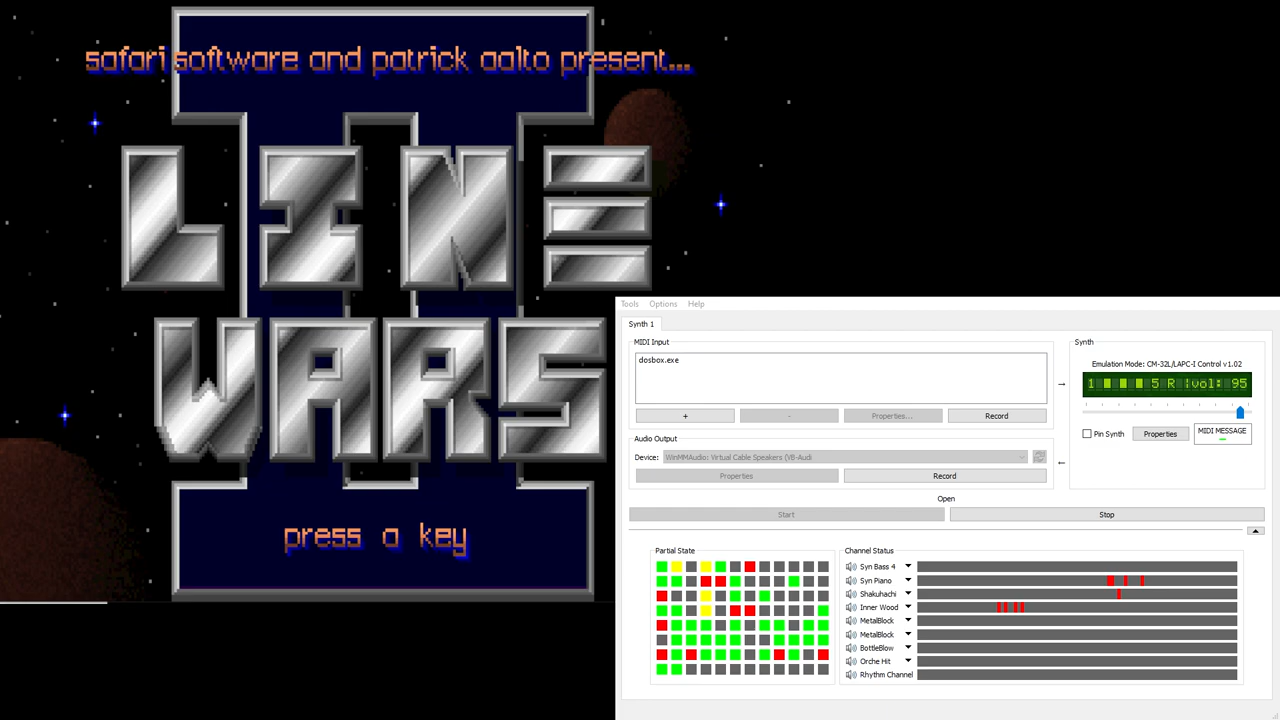 safari software and patrick aalto present...
LINE
WARS
II
press a key
Tools Options Help
Synth 1
MIDI Input
dosbox.exe
+ - Properties... Record
Audio Output
Device: WinMMAudio: Virtual Cable Speakers (VB-Audi
Properties Record
Synth
Emulation Mode: CM-32L/LAPC-I Control v1.02
1 5 R |vol: 95
Pin Synth Properties MIDI MESSAGE
Open
Start Stop
Partial State
Channel Status
Syn Bass 4
Syn Piano
Shakuhachi
Inner Wood
MetalBlock
MetalBlock
BottleBlow
Orche Hit
Rhythm Channel